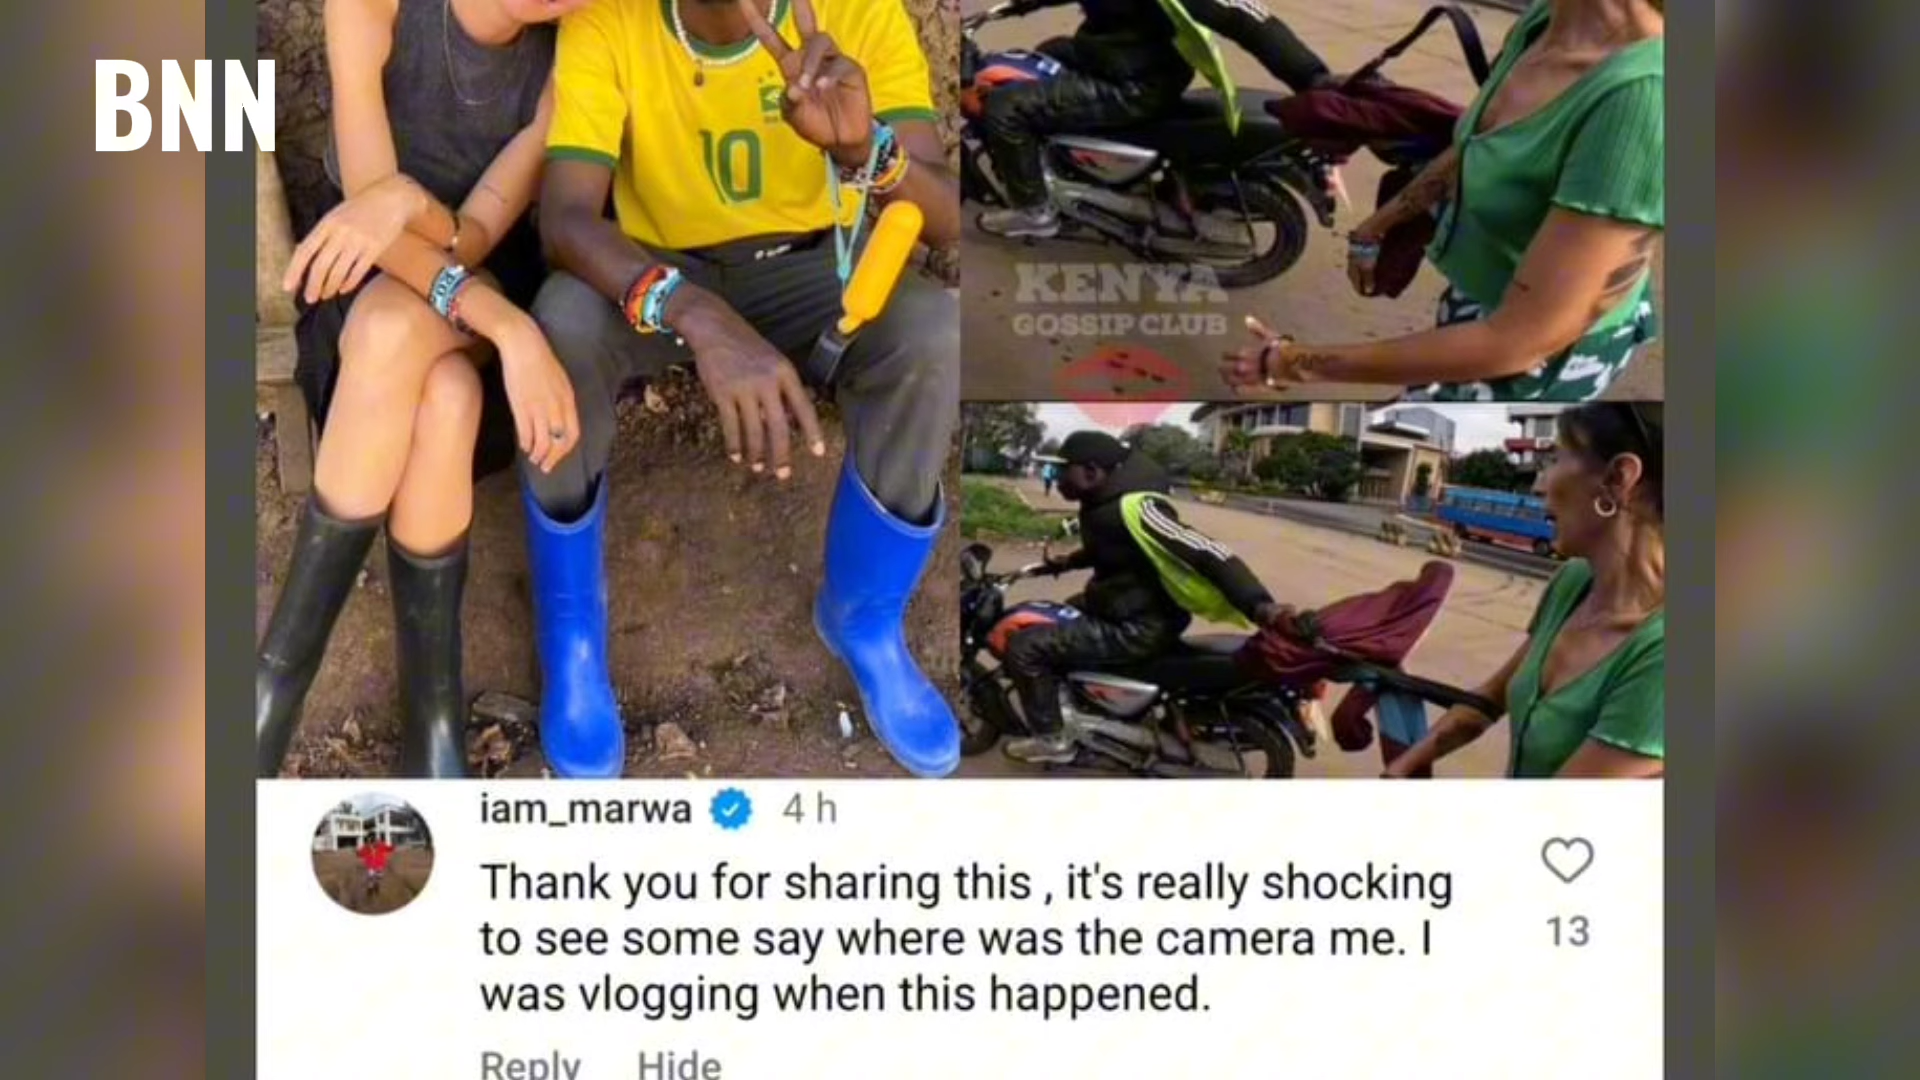 BNN
10
KENYA
GOSSIP CLUB
iam_marwa 4 h
Thank you for sharing this , it's really shocking
to see some say where was the camera me. I
was vlogging when this happened.
13
Reply Hide